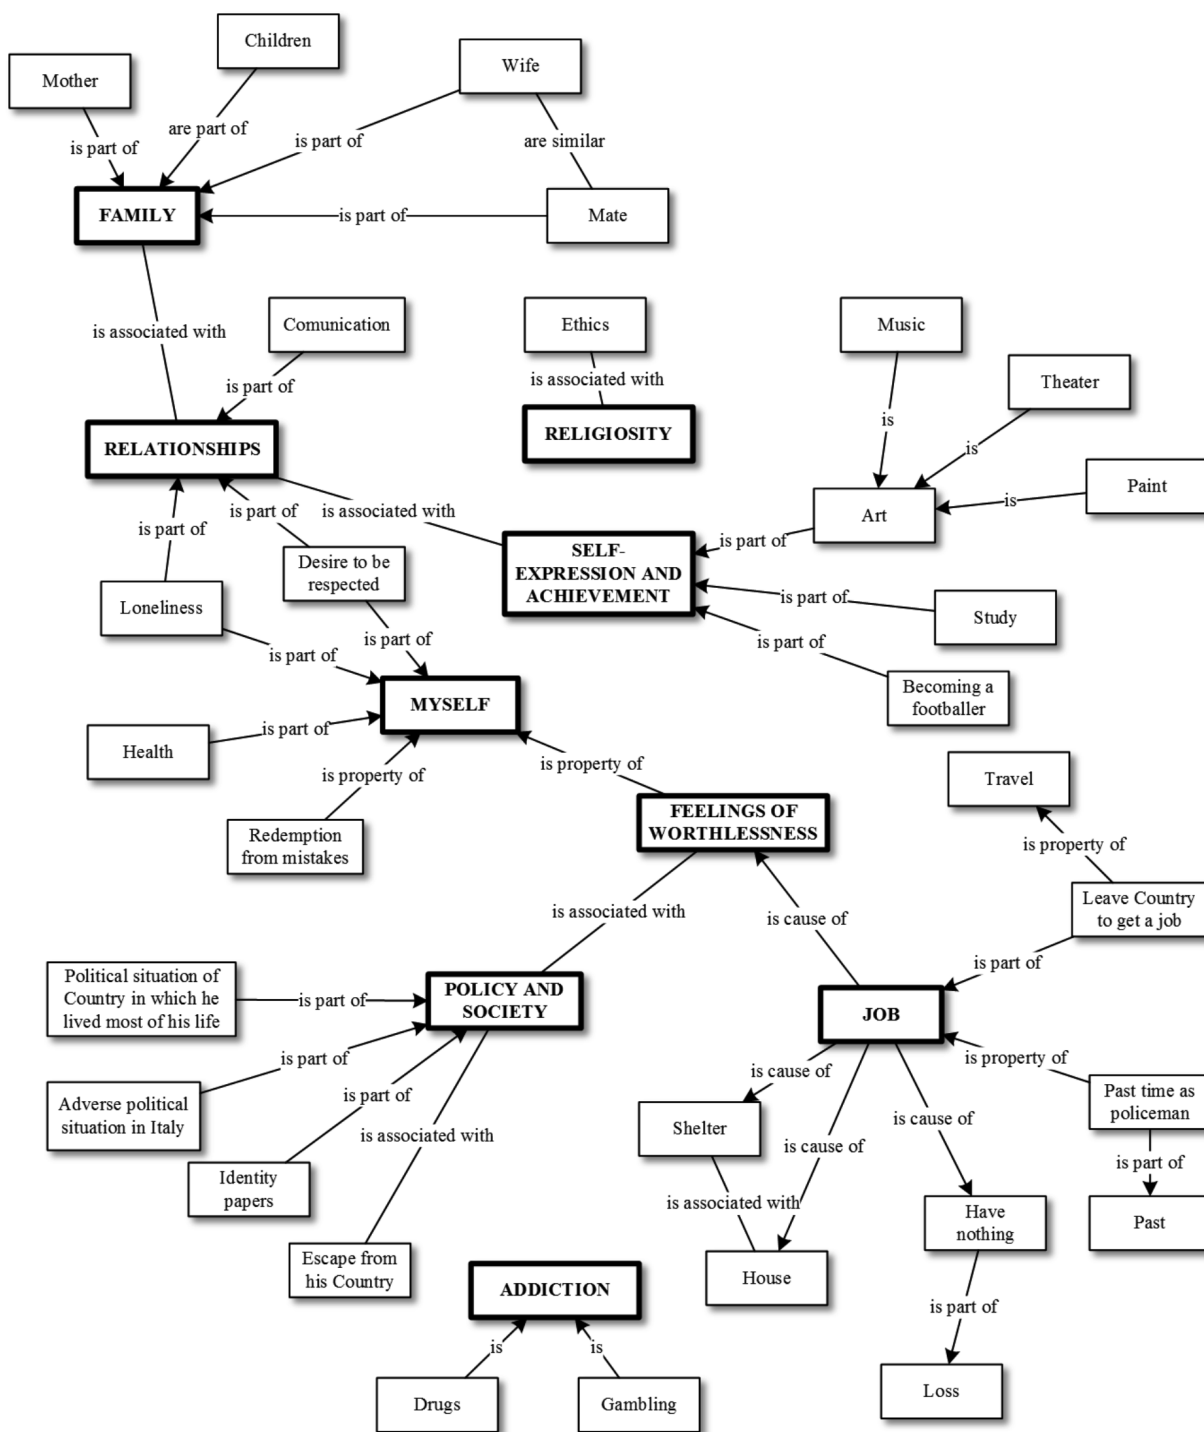 Children
Wife
Mother
are part of
is part of
are similar
is part of
FAMILY
is part of
Mate
is associated with
Comunication
Ethics
Music
is part of
is associated with
Theater
RELATIONSHIPS
RELIGIOSITY
is
is
Paint
is
Art
is part of
is part of
is associated with
is part of
SELF-
EXPRESSION AND
ACHIEVEMENT
Desire to be
respected
Loneliness
is part of
Study
is part of
is part of
is part of
Becoming a
footballer
MYSELF
Health
is part of
is property of
is property of
Travel
FEELINGS OF
WORTHLESSNESS
Redemption
from mistakes
is property of
Leave Country
to get a job
is associated with
is cause of
is part of
Political situation of
Country in which he
lived most of his life
is part of
POLICY AND
SOCIETY
JOB
is part of
is property of
is cause of
Adverse political
situation in Italy
is part of
Past time as
policeman
is cause of
Shelter
is associated with
is cause of
is part of
Identity
papers
is associated with
Have
nothing
Past
Escape from
his Country
House
ADDICTION
is part of
is
is
Drugs
Gambling
Loss